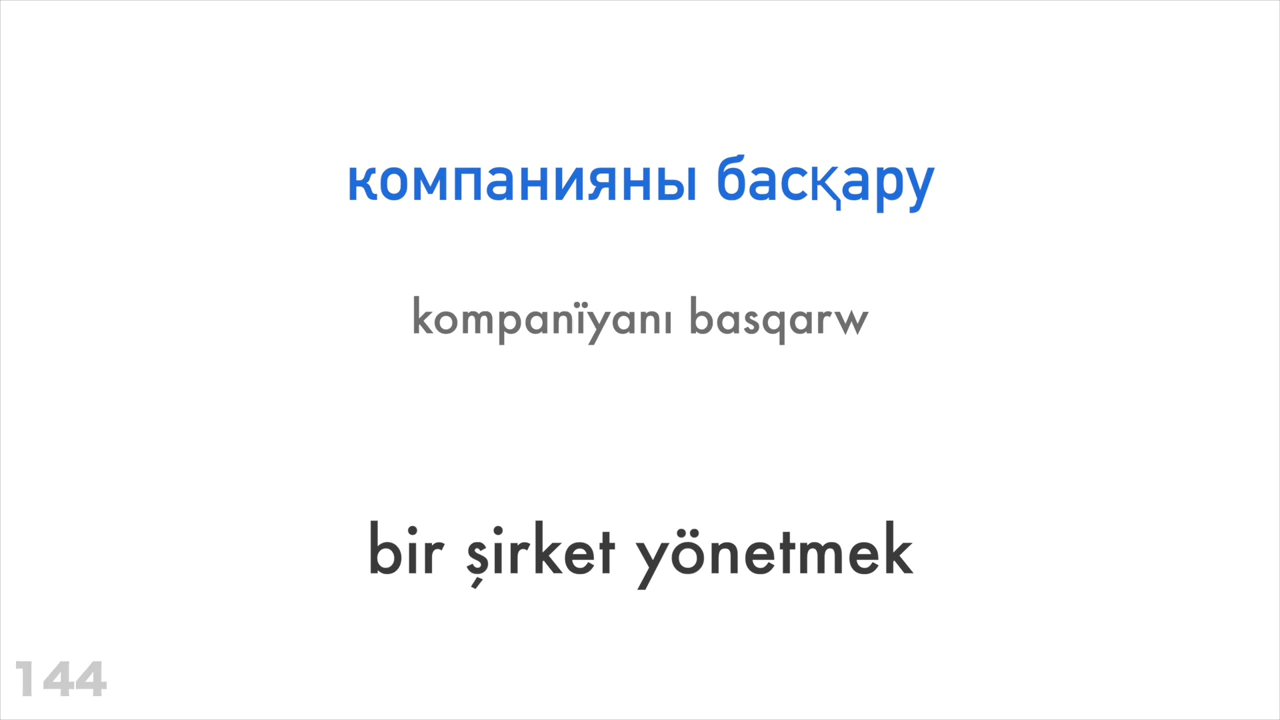 компанияны басқару
kompanïyanı basqarw
bir şirket yönetmek
144